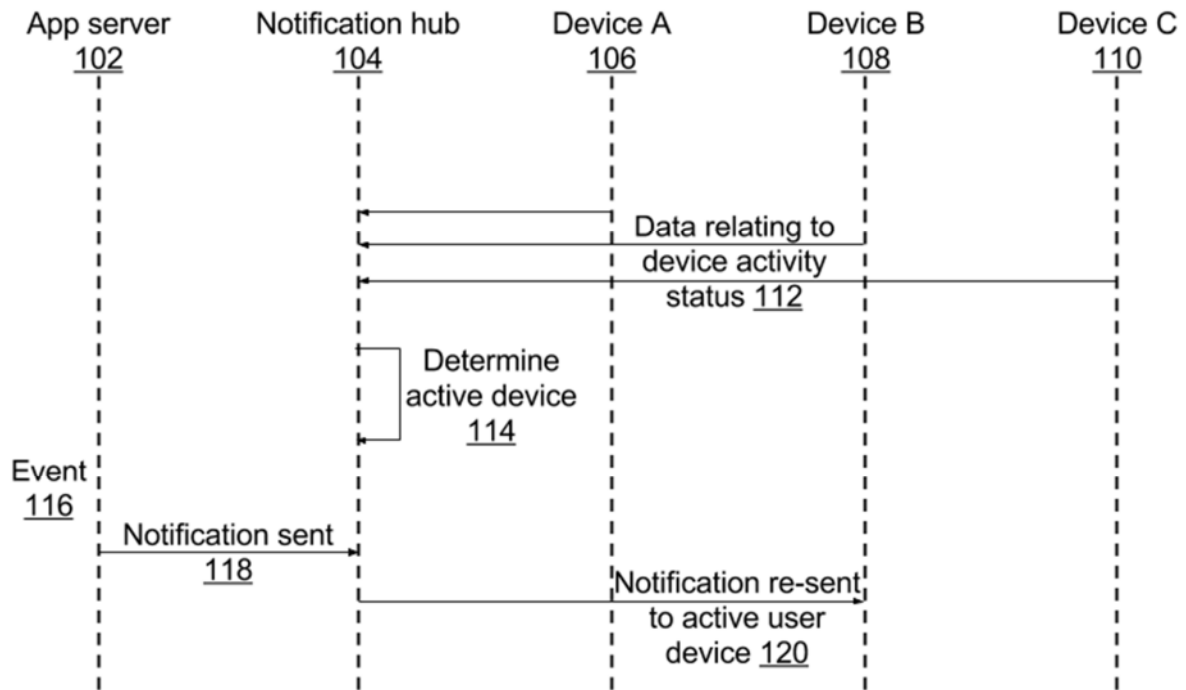 App server
102
Notification hub
104
Device A
106
Device B
108
Device C
110
Data relating to
device activity
status 112
Determine
active device
114
Event
116
Notification sent
118
Notification re-sent
to active user
device 120